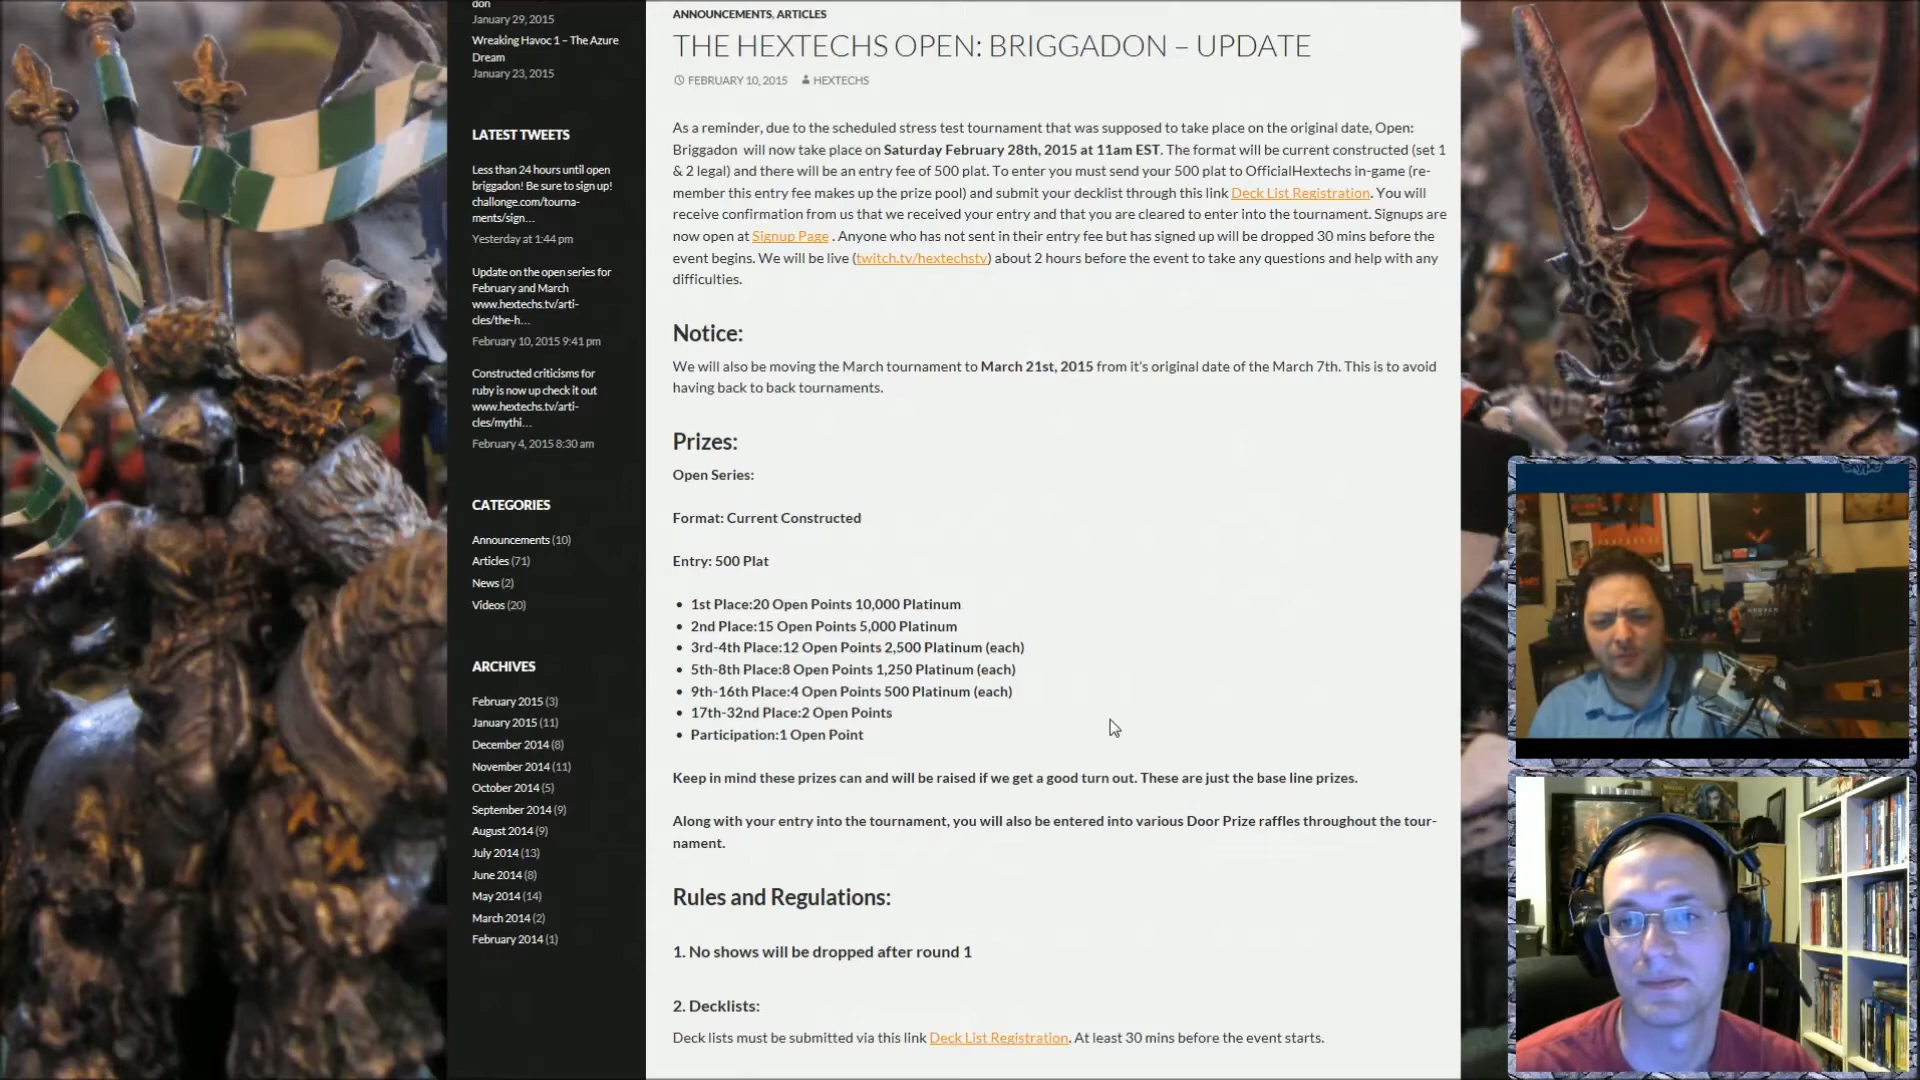 don
January 29, 2015
Wreaking Havoc 1 – The Azure
Dream
January 23, 2015
LATEST TWEETS
Less than 24 hours until open
briggadon! Be sure to sign up!
challonge.com/tourna-
ments/sign...
Yesterday at 1:44 pm
Update on the open series for
February and March
www.hextechs.tv/arti-
cles/the-h...
February 10, 2015 9:41 pm
Constructed criticisms for
ruby is now up check it out
www.hextechs.tv/arti-
cles/mythi...
February 4, 2015 8:30 am
CATEGORIES
Announcements (10)
Articles (71)
News (2)
Videos (20)
ARCHIVES
February 2015 (3)
January 2015 (11)
December 2014 (8)
November 2014 (11)
October 2014 (5)
September 2014 (9)
August 2014 (9)
July 2014 (13)
June 2014 (8)
May 2014 (14)
March 2014 (2)
February 2014 (1)
ANNOUNCEMENTS, ARTICLES
THE HEXTECHS OPEN: BRIGGADON – UPDATE
FEBRUARY 10, 2015 HEXTECHS
As a reminder, due to the scheduled stress test tournament that was supposed to take place on the original date, Open:
Briggadon will now take place on Saturday February 28th, 2015 at 11am EST. The format will be current constructed (set 1
& 2 legal) and there will be an entry fee of 500 plat. To enter you must send your 500 plat to OfficialHextechs in-game (re-
member this entry fee makes up the prize pool) and submit your decklist through this link Deck List Registration. You will
receive confirmation from us that we received your entry and that you are cleared to enter into the tournament. Signups are
now open at Signup Page . Anyone who has not sent in their entry fee but has signed up will be dropped 30 mins before the
event begins. We will be live (twitch.tv/hextechstv) about 2 hours before the event to take any questions and help with any
difficulties.
Notice:
We will also be moving the March tournament to March 21st, 2015 from it's original date of the March 7th. This is to avoid
having back to back tournaments.
Prizes:
Open Series:
Format: Current Constructed
Entry: 500 Plat
• 1st Place:20 Open Points 10,000 Platinum
• 2nd Place:15 Open Points 5,000 Platinum
• 3rd-4th Place:12 Open Points 2,500 Platinum (each)
• 5th-8th Place:8 Open Points 1,250 Platinum (each)
• 9th-16th Place:4 Open Points 500 Platinum (each)
• 17th-32nd Place:2 Open Points
• Participation:1 Open Point
Keep in mind these prizes can and will be raised if we get a good turn out. These are just the base line prizes.
Along with your entry into the tournament, you will also be entered into various Door Prize raffles throughout the tour-
nament.
Rules and Regulations:
1. No shows will be dropped after round 1
2. Decklists:
Deck lists must be submitted via this link Deck List Registration. At least 30 mins before the event starts.
skype